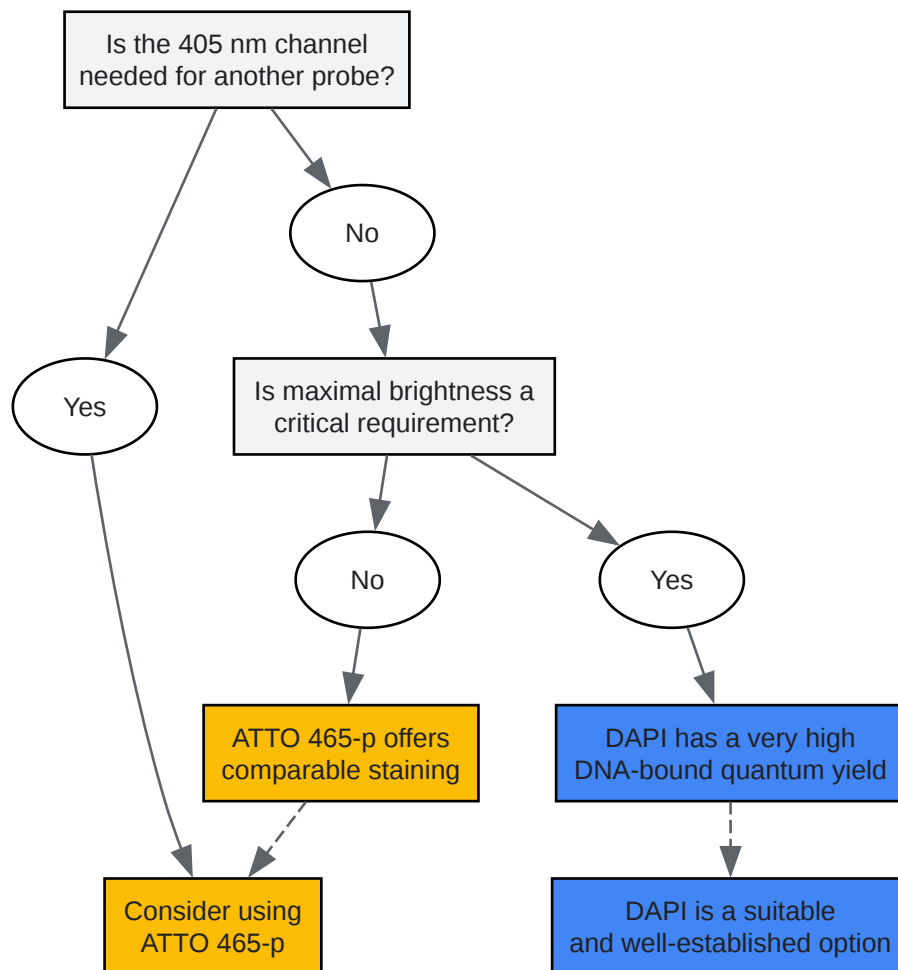 Is the 405 nm channel
needed for another probe?
No
Yes
Is maximal brightness a
critical requirement?
No
Yes
ATTO 465-p offers
comparable staining
DAPI has a very high
DNA-bound quantum yield
Consider using
ATTO 465-p
DAPI is a suitable
and well-established option